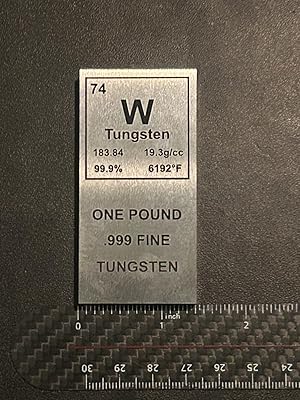 74
W
Tungsten
183.84 19.3g/cc
99.9% 6192°F
ONE POUND
.999 FINE
TUNGSTEN
0 1 inch 2
30 29 28 27 26 25 24